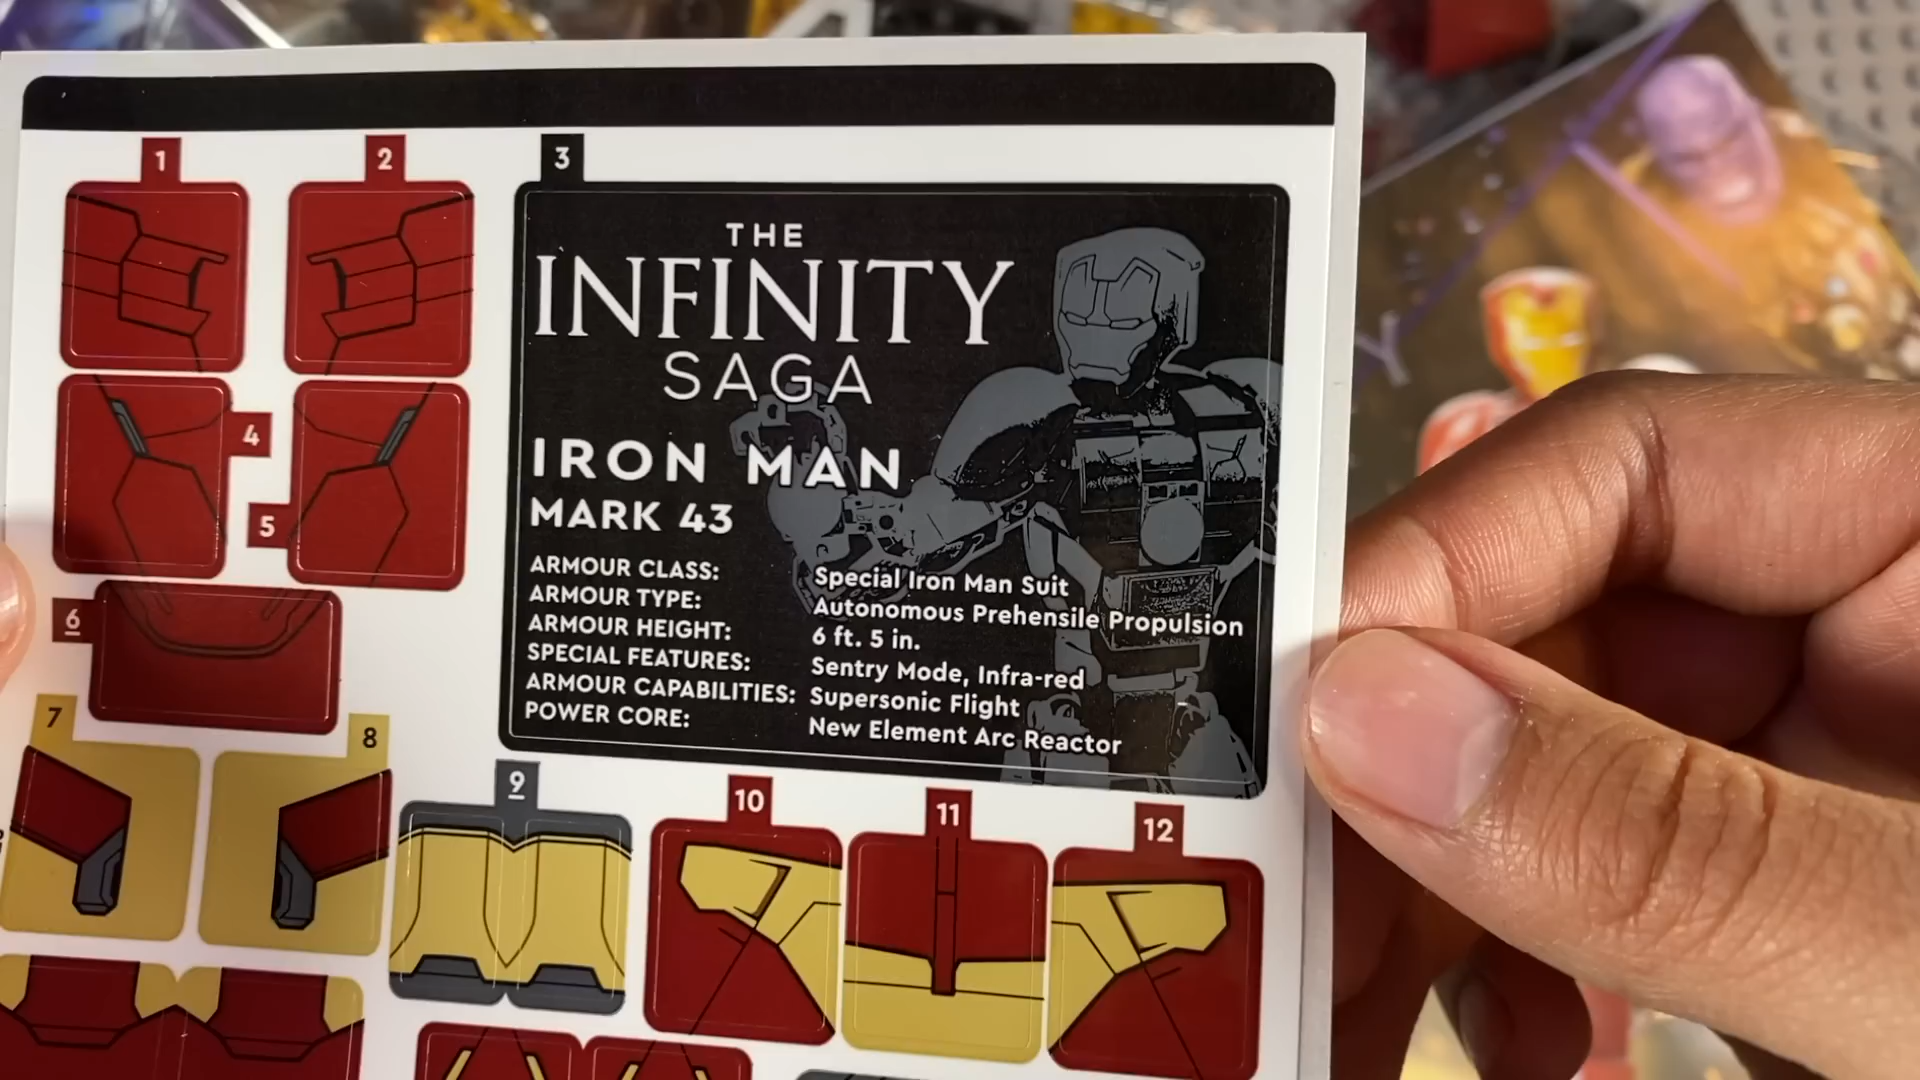 1
2
3
THE
INFINITY
SAGA
IRON MAN
MARK 43
ARMOUR CLASS: Special Iron Man Suit
ARMOUR TYPE: Autonomous Prehensile Propulsion
ARMOUR HEIGHT: 6 ft. 5 in.
SPECIAL FEATURES: Sentry Mode, Infra-red
ARMOUR CAPABILITIES: Supersonic Flight
POWER CORE: New Element Arc Reactor
4
5
6
7
8
9
10
11
12